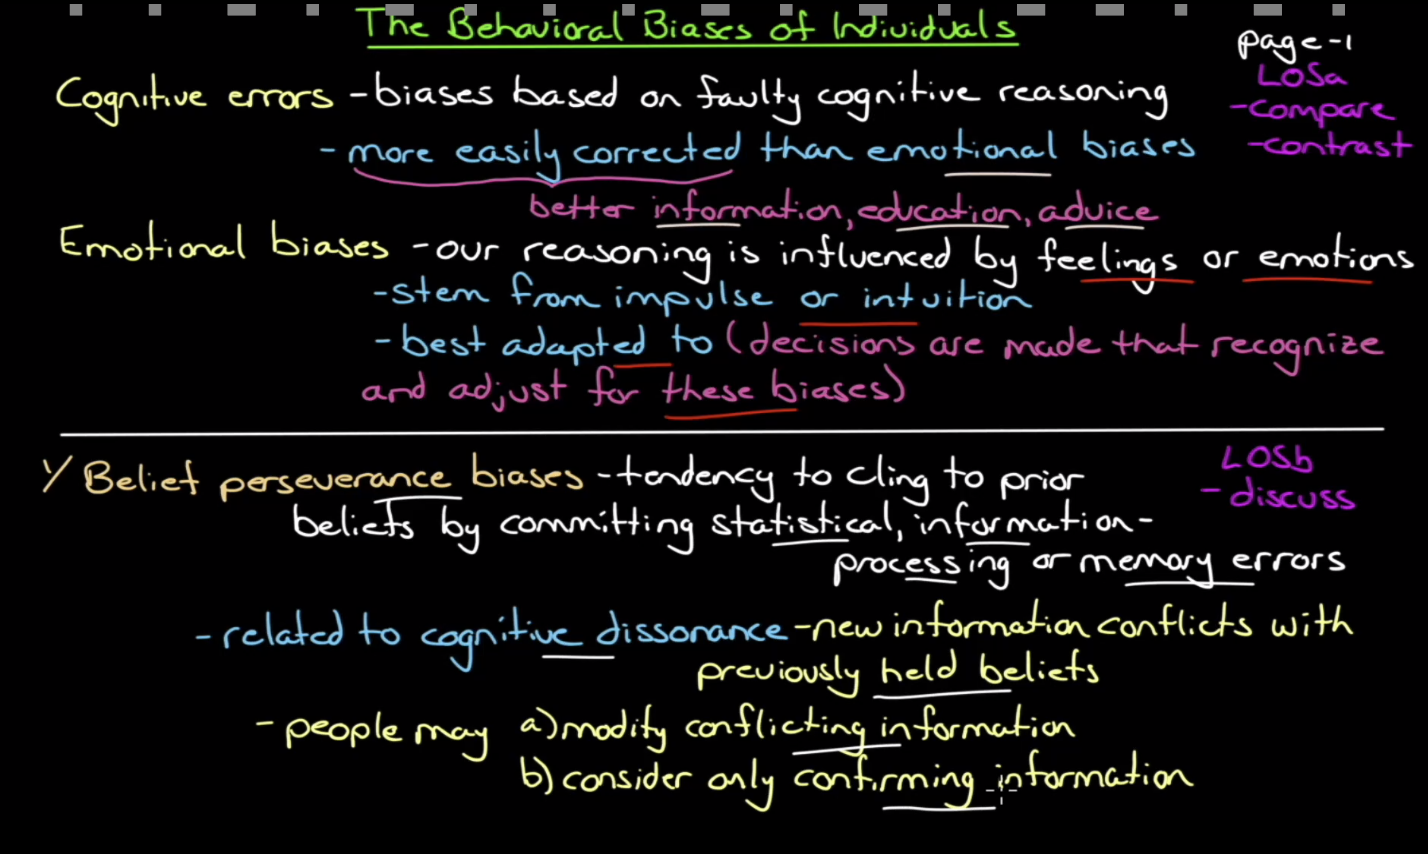 The Behavioral Biases of Individuals
page-1
LOSa
-compare
-contrast
Cognitive errors -biases based on faulty cognitive reasoning
-more easily corrected than emotional biases
better information, education, advice
Emotional biases -our reasoning is influenced by feelings or emotions
-stem from impulse or intuition
-best adapted to (decisions are made that recognize
and adjust for these biases)
1/ Belief perseverance biases -tendency to cling to prior
LOSb
-discuss
beliefs by committing statistical, information-
processing or memory errors
-related to cognitive dissonance -new information conflicts with
previously held beliefs
-people may a) modify conflicting information
b) consider only confirming information